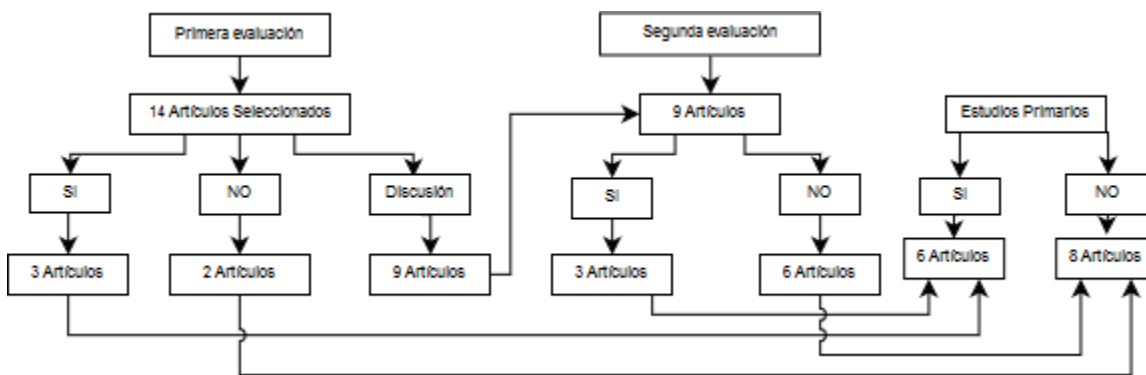 Primera evaluación
Segunda evaluación
14 Artículos Seleccionados
9 Artículos
Estudios Primarios
SI
NO
Discusión
SI
NO
SI
NO
3 Artículos
2 Artículos
9 Artículos
3 Artículos
6 Artículos
6 Artículos
8 Artículos